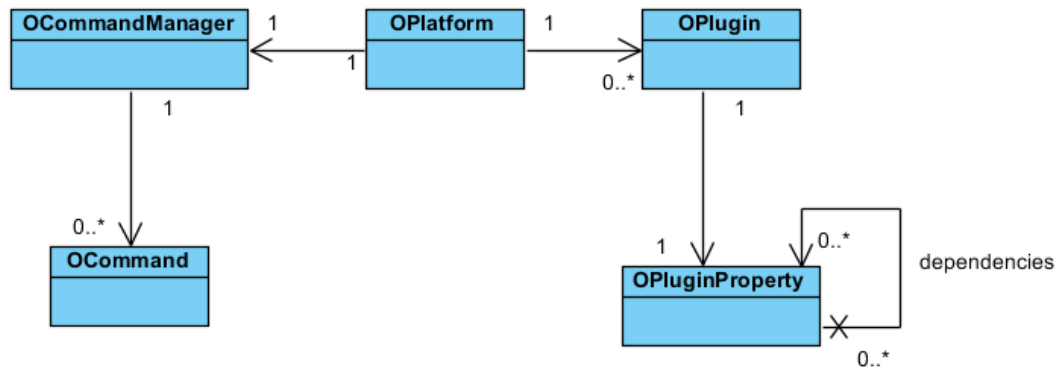 OCommandManager
1
1
OPlatform
1
0..*
OPlugin
1
0..*
OCommand
1
1
OPluginProperty
0..*
dependencies
0..*